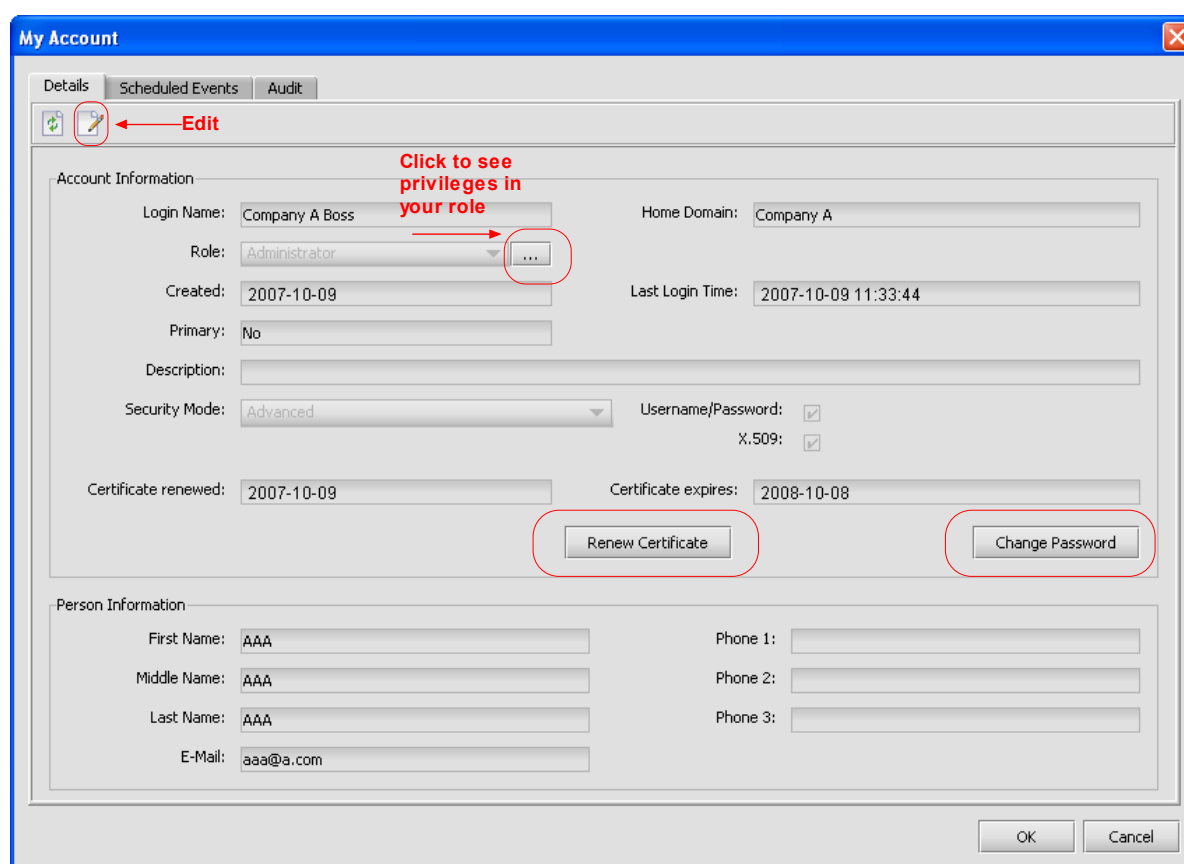 My Account
Details Scheduled Events Audit
Edit
Click to see
privileges in
your role
Account Information
Login Name: Company A Boss Home Domain: Company A
Role: Administrator ...
Created: 2007-10-09 Last Login Time: 2007-10-09 11:33:44
Primary: No
Description:
Security Mode: Advanced Username/Password:
X.509:
Certificate renewed: 2007-10-09 Certificate expires: 2008-10-08
Renew Certificate Change Password
Person Information
First Name: AAA Phone 1:
Middle Name: AAA Phone 2:
Last Name: AAA Phone 3:
E-Mail: aaa@a.com
OK Cancel